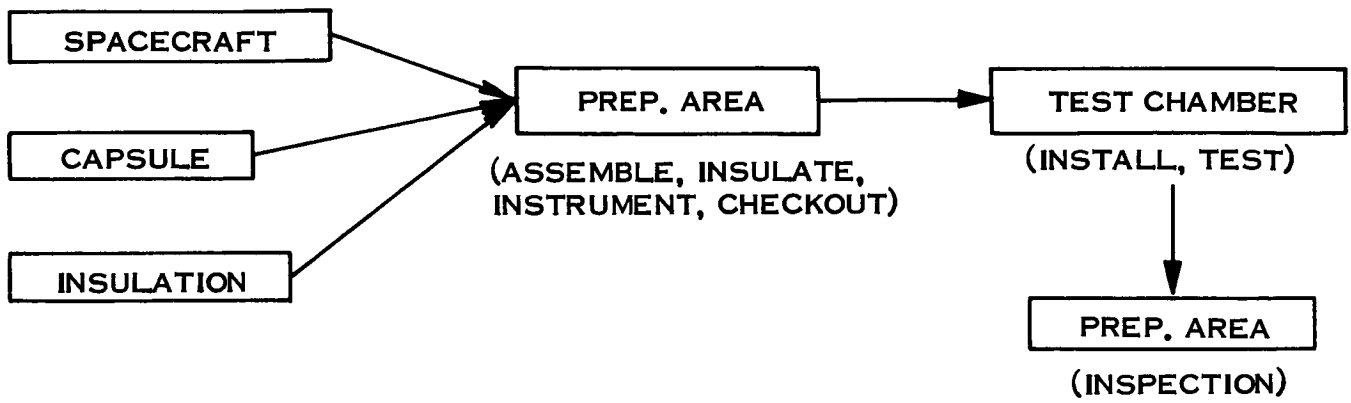 SPACECRAFT
CAPSULE
INSULATION
PREP. AREA
(ASSEMBLE, INSULATE,
INSTRUMENT, CHECKOUT)
TEST CHAMBER
(INSTALL, TEST)
PREP. AREA
(INSPECTION)